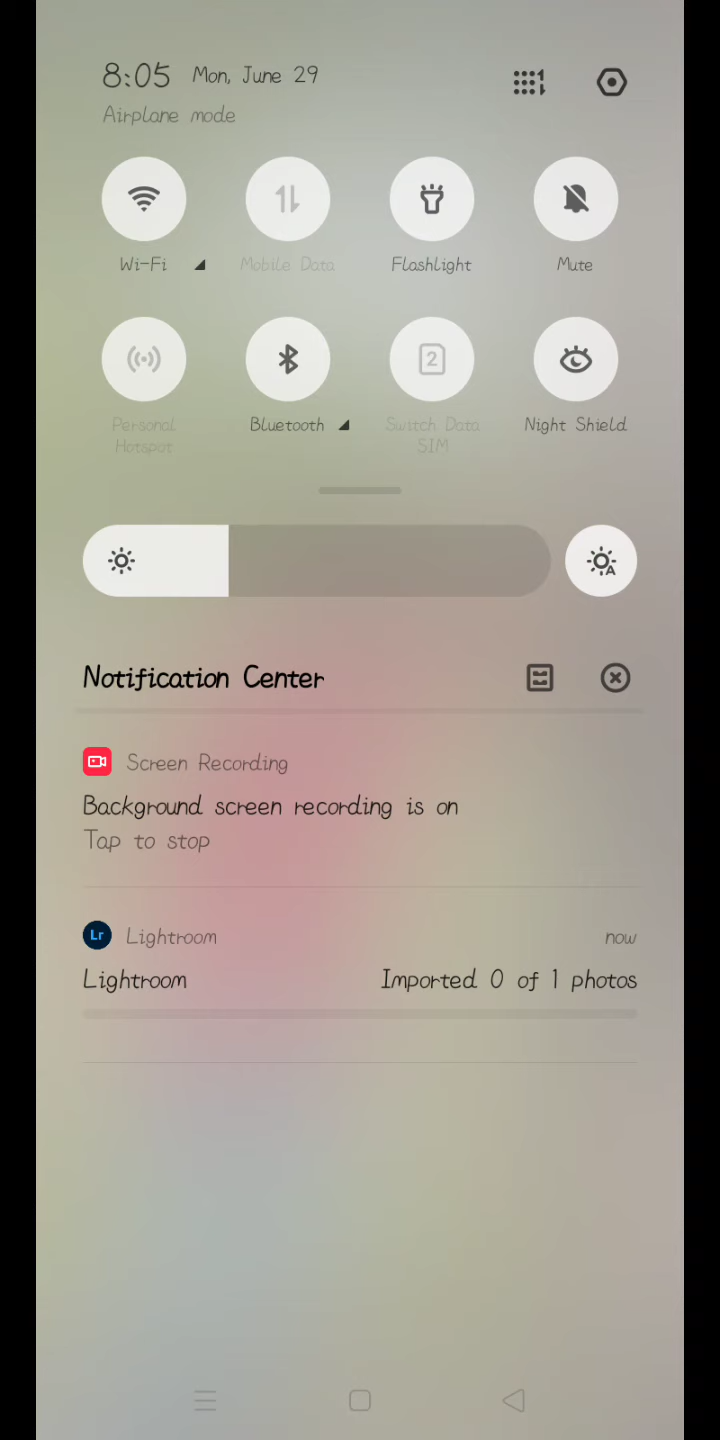 8:05 Mon, June 29
Airplane mode
Wi-Fi
Mobile Data
Flashlight
Mute
2
Personal
Hotspot
Bluetooth
Switch Data
SIM
Night Shield
A
Notification Center
Screen Recording
Background screen recording is on
Tap to stop
Lr Lightroom now
Lightroom Imported 0 of 1 photos